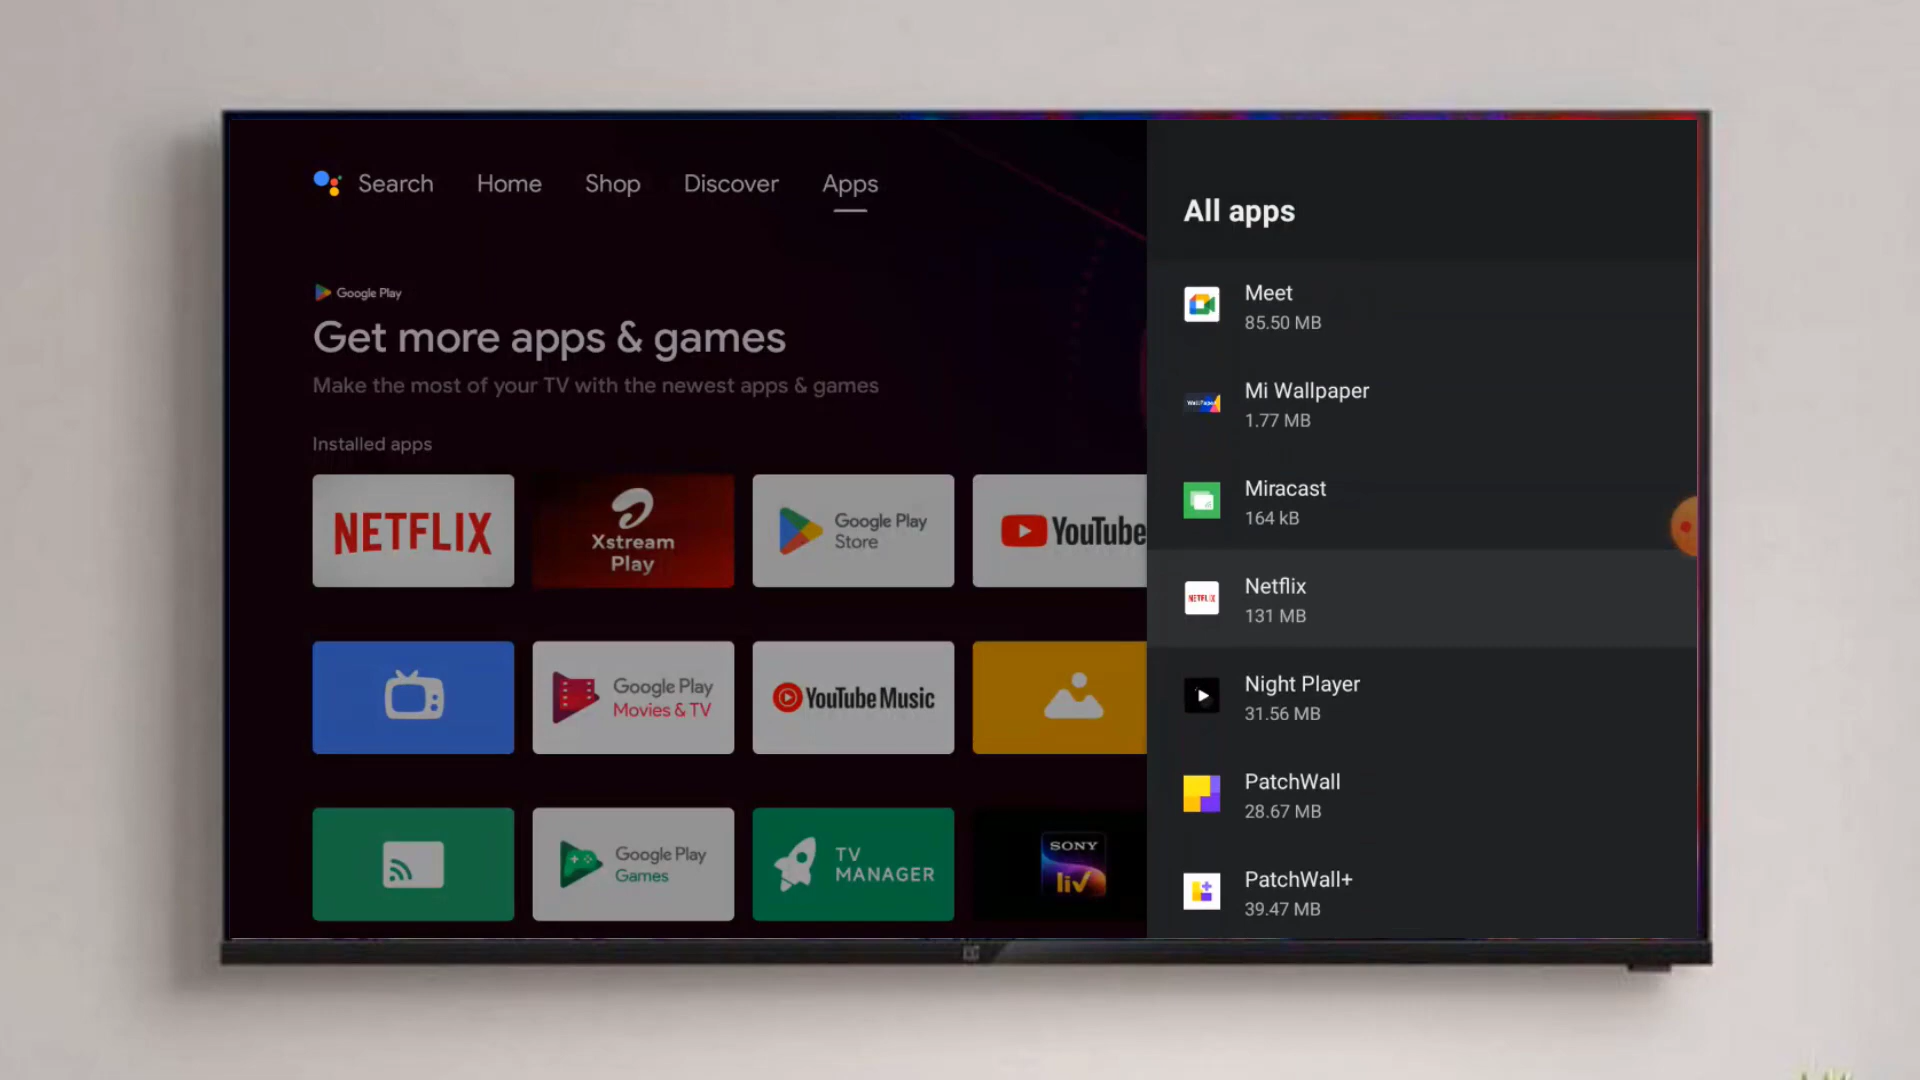 Search Home Shop Discover Apps
Google Play
Get more apps & games
Make the most of your TV with the newest apps & games
Installed apps
NETFLIX
Xstream
Play
Google Play
Store
YouTube
Google Play
Movies & TV
YouTube Music
Google Play
Games
TV
MANAGER
SONY
liv
All apps
Meet
85.50 MB
Mi Wallpaper
1.77 MB
Miracast
164 kB
NETFLIX
Netflix
131 MB
Night Player
31.56 MB
PatchWall
28.67 MB
PatchWall+
39.47 MB